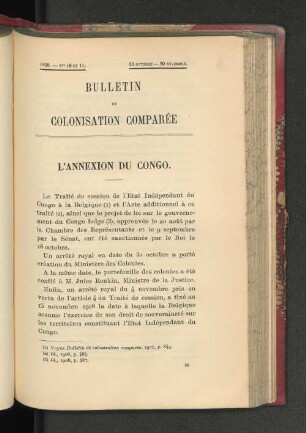 1908. — Nos 10 ET 11. 20 OCTOBRE — 20 NOVEMBRE.
BULLETIN
DE
COLONISATION COMPARÉE
L'ANNEXION DU CONGO.
Le Traité de cession de l'Etat Indépendant du
Congo à la Belgique (1) et l'Acte additionnel à ce
traité (2), ainsi que le projet de loi sur le gouverne-
ment du Congo belge (3), approuvés le 20 août par
la Chambre des Représentants et le 9 septembre
par le Sénat, ont été sanctionnés par le Roi le
18 octobre.
Un arrêté royal en date du 30 octobre a porté
création du Ministère des Colonies.
A la même date, le portefeuille des colonies a été
confié à M. Jules Renkin, Ministre de la Justice.
Enfin, un arrêté royal du 4 novembre pris en
vertu de l'article 4 du Traité de cession, a fixé au
15 novembre 1908 la date à laquelle la Belgique
assume l'exercice de son droit de souveraineté sur
les territoires constituant l'Etat Indépendant du
Congo.
(1) Voyez Bulletin de colonisation comparée, 1907, p.
(2) Id., 1908, p.
(3) Id., 1908, p.